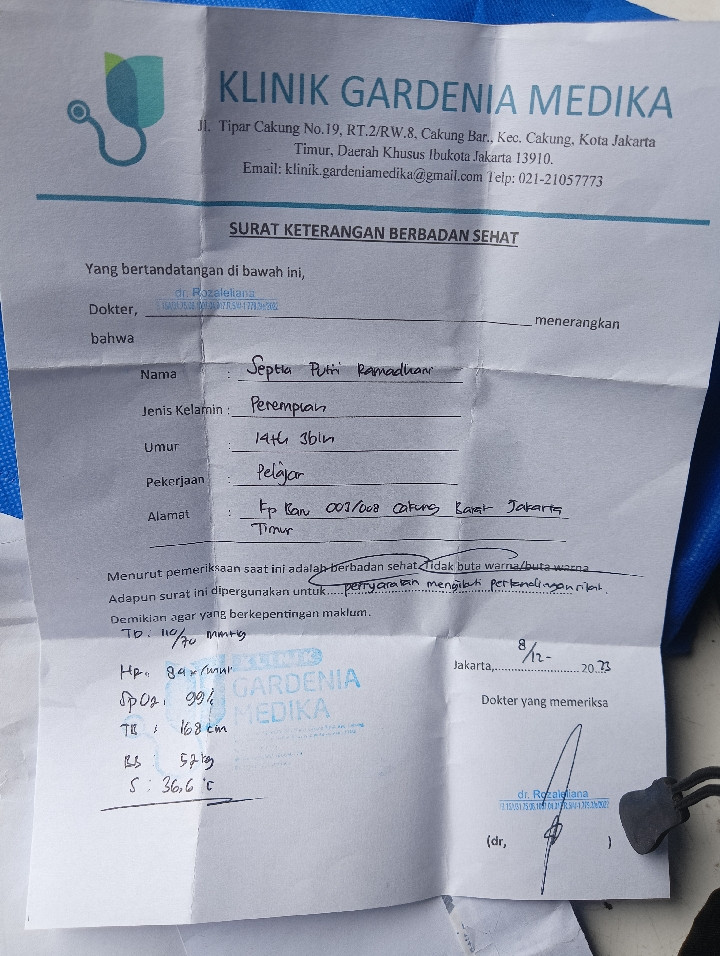 KLINIK GARDENIA MEDIKA
Jl. Tipar Cakung No.19, RT.2/RW.8, Cakung Bar., Kec. Cakung, Kota Jakarta
Timur, Daerah Khusus Ibukota Jakarta 13910.
Email: klinik.gardeniamedika@gmail.com Telp: 021-21057773
SURAT KETERANGAN BERBADAN SEHAT
Yang bertandatangan di bawah ini,
dr. Rozaleliana
Dokter, menerangkan
bahwa
Nama : Septia Putri Ramadhani
Jenis Kelamin : Perempuan
Umur : 14th 3bln
Pekerjaan : Pelajar
Alamat : Kp 003/008 Cakung Barat Jakarta
Timur
Menurut pemeriksaan saat ini adalah berbadan sehat, Tidak buta warna/buta warna
Adapun surat ini dipergunakan untuk.... persyaratan mengikuti pertandingan
Demikian agar yang berkepentingan maklum.
TD : 110/70 mmHg
HR : 84x/mnt
SpO2 : 99%
TB : 168 cm
BB : 52kg
S : 36,6 °C
KLINIK
GARDENIA
MEDIKA
Jakarta, 8/12- 2023
Dokter yang memeriksa
dr. Rozaleliana
(dr, )